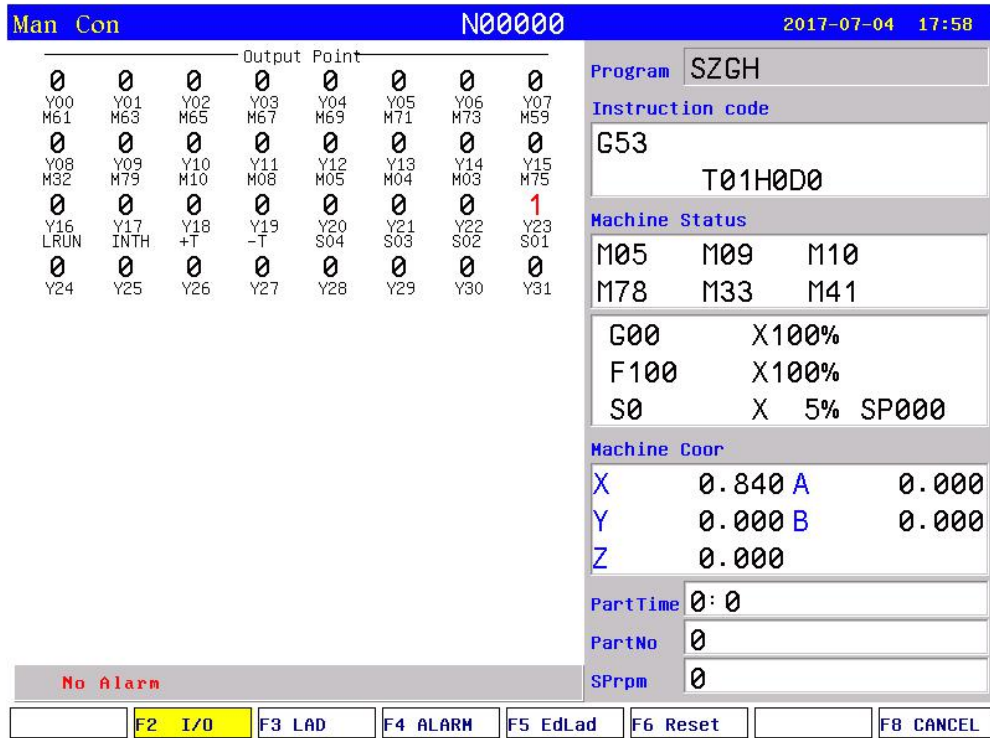 Man Con N00000 2017-07-04 17:58
Output Point
0 0 0 0 0 0 0 0
Y00 Y01 Y02 Y03 Y04 Y05 Y06 Y07
M61 M63 M65 M67 M69 M71 M73 M59
0 0 0 0 0 0 0 0
Y08 Y09 Y10 Y11 Y12 Y13 Y14 Y15
M32 M79 M10 M08 M05 M04 M03 M75
0 0 0 0 0 0 0 1
Y16 Y17 Y18 Y19 Y20 Y21 Y22 Y23
LRUN INTH +T -T S04 S03 S02 S01
0 0 0 0 0 0 0 0
Y24 Y25 Y26 Y27 Y28 Y29 Y30 Y31
No Alarm
Program SZGH
Instruction code
G53
T01H0D0
Machine Status
M05 M09 M10
M78 M33 M41
G00 X100%
F100 X100%
S0 X 5% SP000
Machine Coor
X 0.840 A 0.000
Y 0.000 B 0.000
Z 0.000
PartTime 0: 0
PartNo 0
SPrpm 0
F2 I/O F3 LAD F4 ALARM F5 EdLad F6 Reset F8 CANCEL